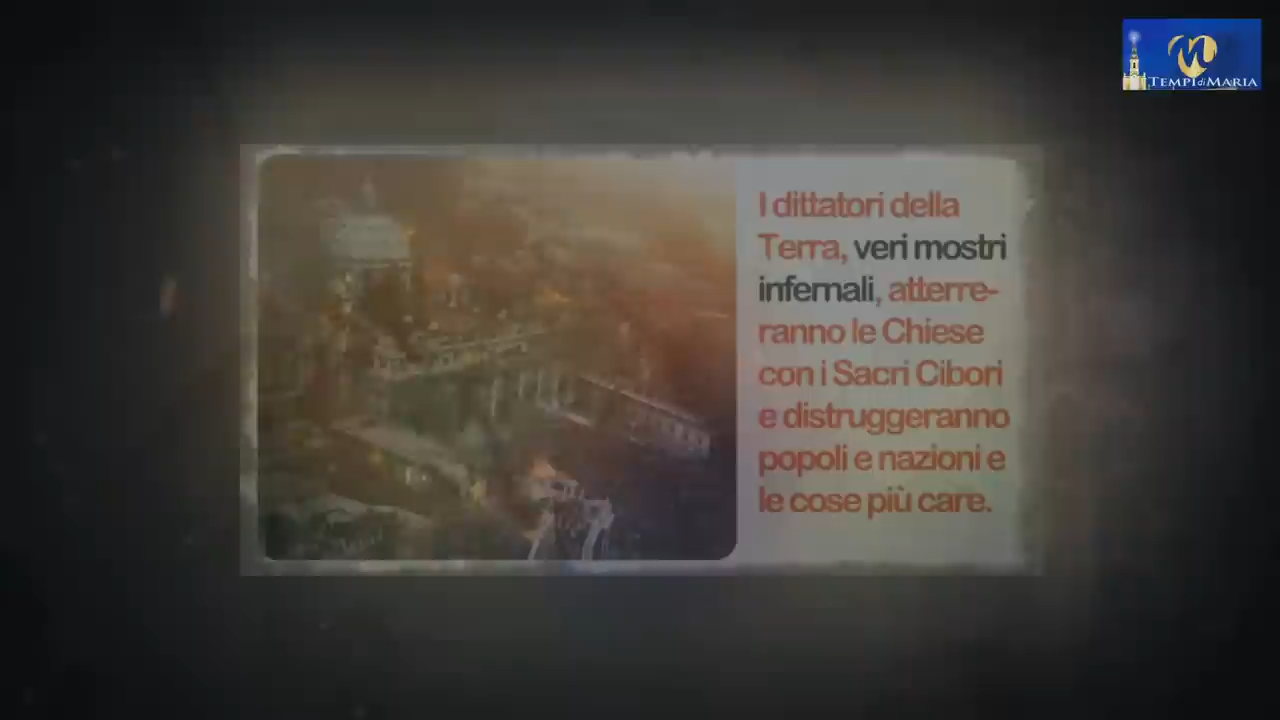 TEMPI di MARIA
I dittatori della
Terra, veri mostri
infernali, atterre-
ranno le Chiese
con i Sacri Cibori
e distruggeranno
popoli e nazioni e
le cose più care.